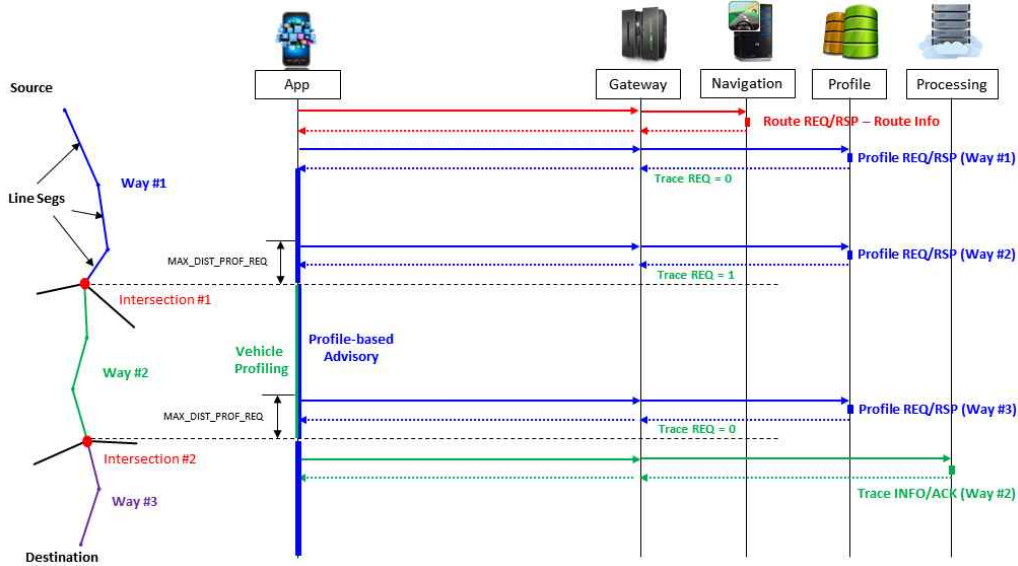 App
Gateway
Navigation
Profile
Processing
Source
Route REQ/RSP – Route Info
Profile REQ/RSP (Way #1)
Trace REQ = 0
Way #1
Line Segs
MAX_DIST_PROF_REQ
Profile REQ/RSP (Way #2)
Trace REQ = 1
Intersection #1
Vehicle
Profiling
Profile-based
Advisory
Way #2
MAX_DIST_PROF_REQ
Profile REQ/RSP (Way #3)
Trace REQ = 0
Intersection #2
Trace INFO/ACK (Way #2)
Way #3
Destination